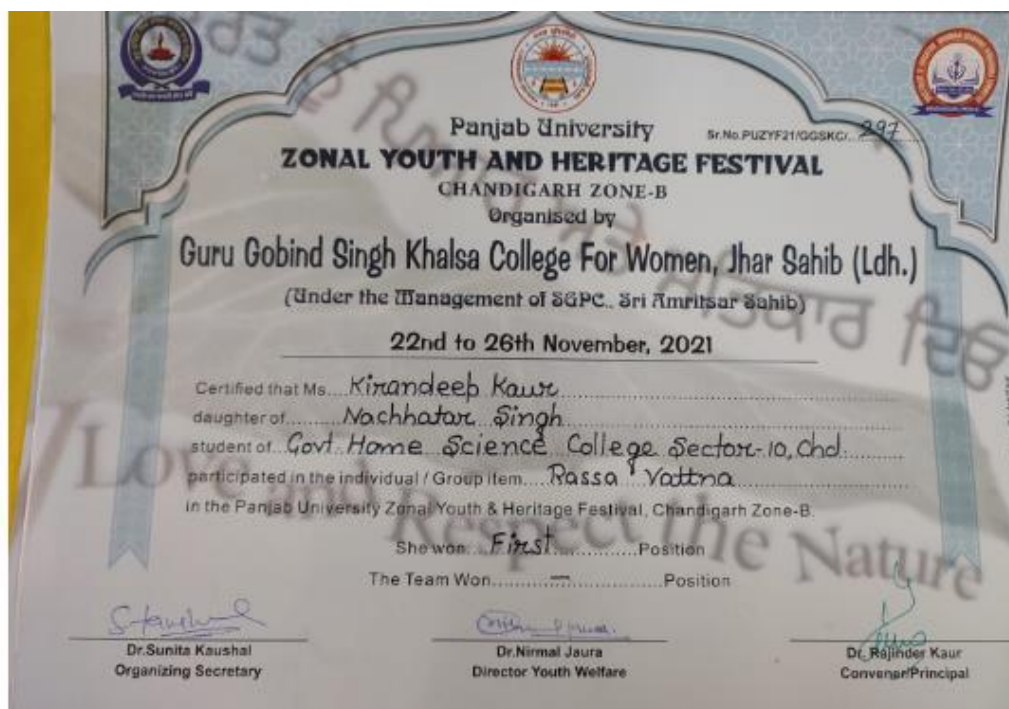 Panjab University
Sr.No.PUZYF21/GGSKC/. 297
ZONAL YOUTH AND HERITAGE FESTIVAL
CHANDIGARH ZONE-B
Organised by
Guru Gobind Singh Khalsa College For Women, Jhar Sahib (Ldh.)
(Under the Management of SGPC., Sri Amritsar Sahib)
22nd to 26th November, 2021
Certified that Ms....Kirandeep Kaur
daughter of.........Nachhatar Singh
student of...Govt. Home Science College Sector-10, Chd.
participated in the individual / Group item....Rassa Vattna
in the Panjab University Zonal Youth & Heritage Festival, Chandigarh Zone-B.
She won...First............Position
The Team Won.........—............Position
Love and Respect the Nature
Dr.Sunita Kaushal
Organizing Secretary
Dr.Nirmal Jaura
Director Youth Welfare
Dr. Rajinder Kaur
Convener/Principal